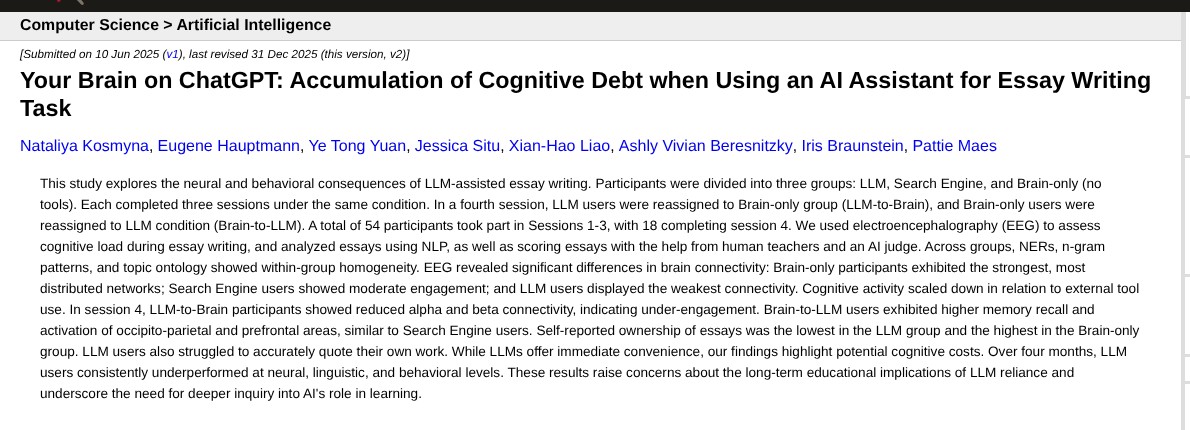 Computer Science > Artificial Intelligence
[Submitted on 10 Jun 2025 (v1), last revised 31 Dec 2025 (this version, v2)]
Your Brain on ChatGPT: Accumulation of Cognitive Debt when Using an AI Assistant for Essay Writing
Task
Nataliya Kosmyna, Eugene Hauptmann, Ye Tong Yuan, Jessica Situ, Xian-Hao Liao, Ashly Vivian Beresnitzky, Iris Braunstein, Pattie Maes
This study explores the neural and behavioral consequences of LLM-assisted essay writing. Participants were divided into three groups: LLM, Search Engine, and Brain-only (no
tools). Each completed three sessions under the same condition. In a fourth session, LLM users were reassigned to Brain-only group (LLM-to-Brain), and Brain-only users were
reassigned to LLM condition (Brain-to-LLM). A total of 54 participants took part in Sessions 1-3, with 18 completing session 4. We used electroencephalography (EEG) to assess
cognitive load during essay writing, and analyzed essays using NLP, as well as scoring essays with the help from human teachers and an AI judge. Across groups, NERs, n-gram
patterns, and topic ontology showed within-group homogeneity. EEG revealed significant differences in brain connectivity: Brain-only participants exhibited the strongest, most
distributed networks; Search Engine users showed moderate engagement; and LLM users displayed the weakest connectivity. Cognitive activity scaled down in relation to external tool
use. In session 4, LLM-to-Brain participants showed reduced alpha and beta connectivity, indicating under-engagement. Brain-to-LLM users exhibited higher memory recall and
activation of occipito-parietal and prefrontal areas, similar to Search Engine users. Self-reported ownership of essays was the lowest in the LLM group and the highest in the Brain-only
group. LLM users also struggled to accurately quote their own work. While LLMs offer immediate convenience, our findings highlight potential cognitive costs. Over four months, LLM
users consistently underperformed at neural, linguistic, and behavioral levels. These results raise concerns about the long-term educational implications of LLM reliance and
underscore the need for deeper inquiry into AI's role in learning.